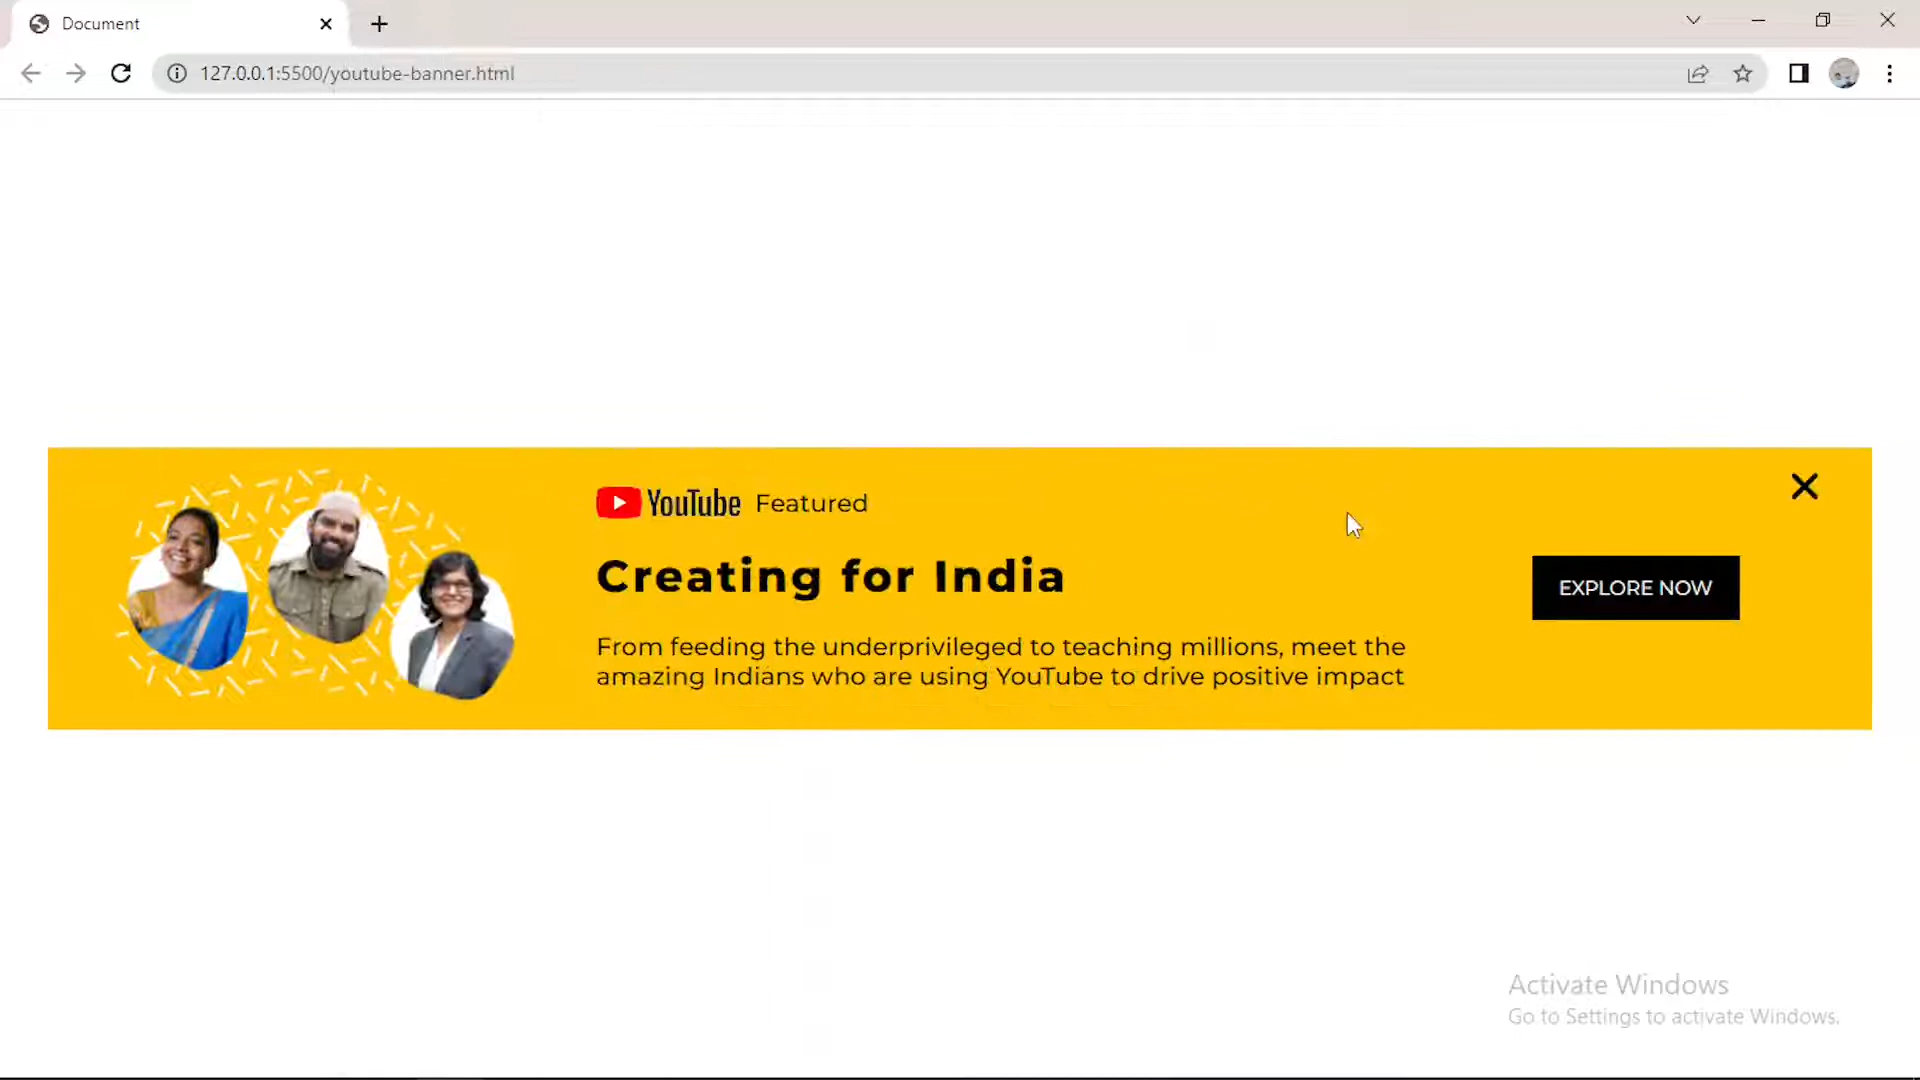 Document
127.0.0.1:5500/youtube-banner.html
YouTube Featured
Creating for India
EXPLORE NOW
From feeding the underprivileged to teaching millions, meet the
amazing Indians who are using YouTube to drive positive impact
Activate Windows
Go to Settings to activate Windows.